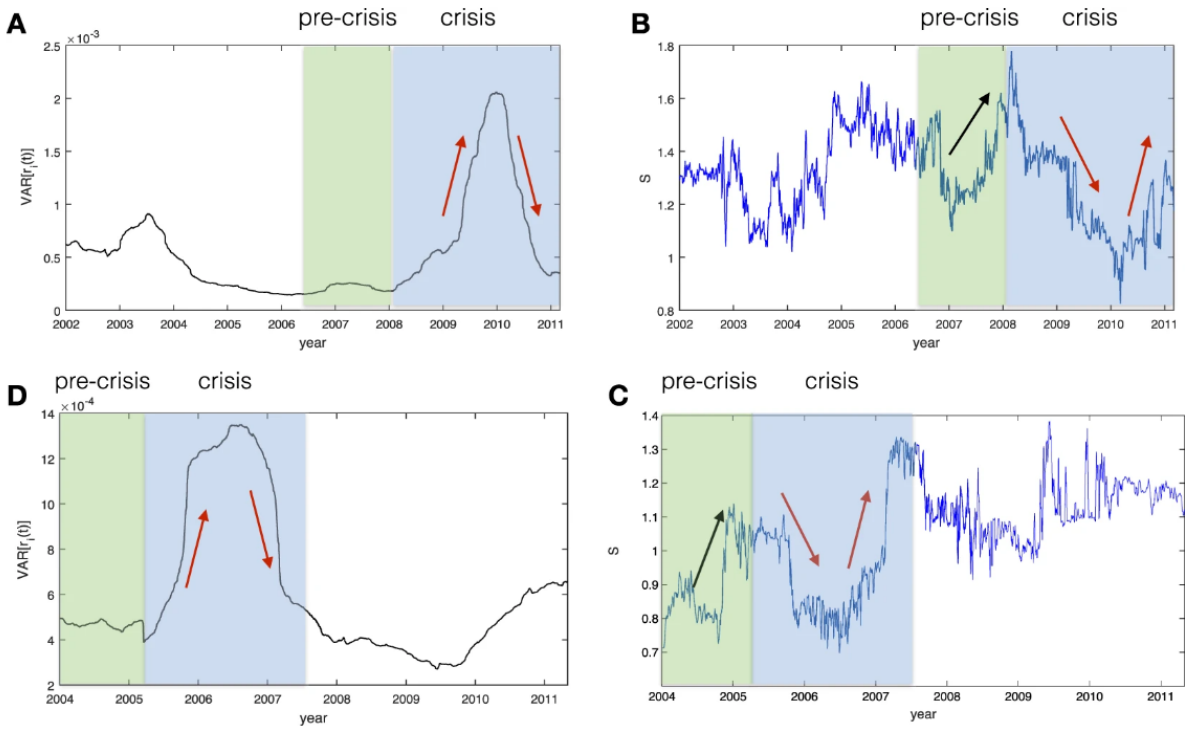 A
pre-crisis crisis
×10⁻³
2.5
2
1.5
1
0.5
0
VAR[rᵢ(t)]
2002 2003 2004 2005 2006 2007 2008 2009 2010 2011
year
B
pre-crisis crisis
1.8
1.6
1.4
1.2
1
0.8
S
2002 2003 2004 2005 2006 2007 2008 2009 2010 2011
year
D
pre-crisis crisis
×10⁻⁴
14
12
10
8
6
4
2
VAR[rᵢ(t)]
2004 2005 2006 2007 2008 2009 2010 2011
year
C
pre-crisis crisis
1.4
1.3
1.2
1.1
1
0.9
0.8
0.7
S
2004 2005 2006 2007 2008 2009 2010 2011
year